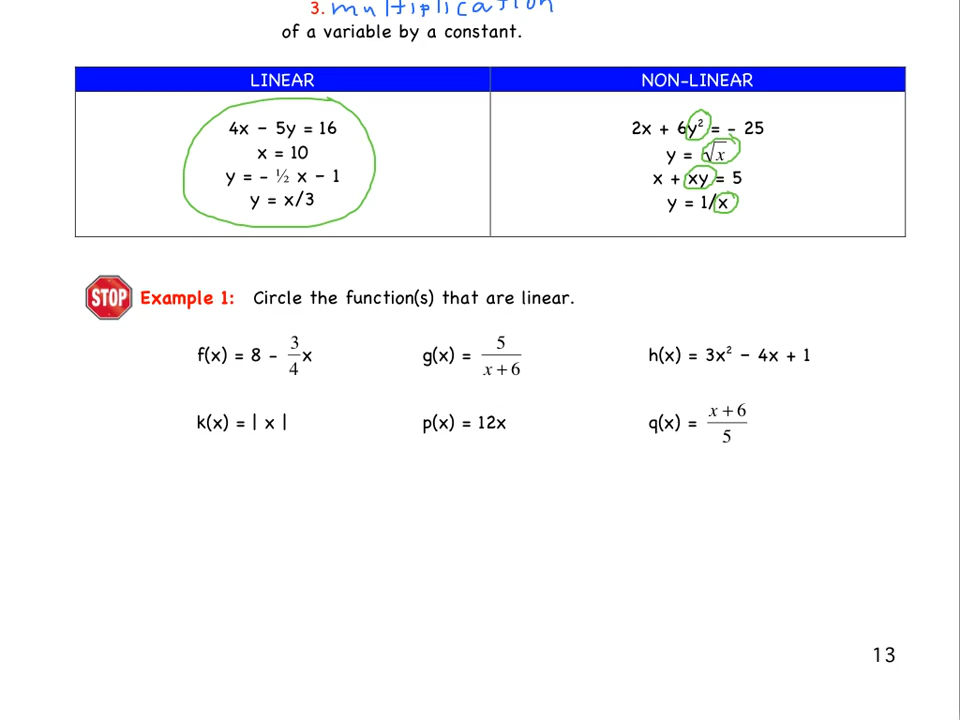 3. multiplication
of a variable by a constant.
LINEAR NON-LINEAR
4x − 5y = 16 2x + 6y² = - 25
x = 10 y = √x
y = - ½ x − 1 x + xy = 5
y = x/3 y = 1/x
STOP Example 1: Circle the function(s) that are linear.
f(x) = 8 - 3/4 x g(x) = 5/(x + 6) h(x) = 3x² − 4x + 1
k(x) = | x | p(x) = 12x q(x) = (x + 6)/5
13